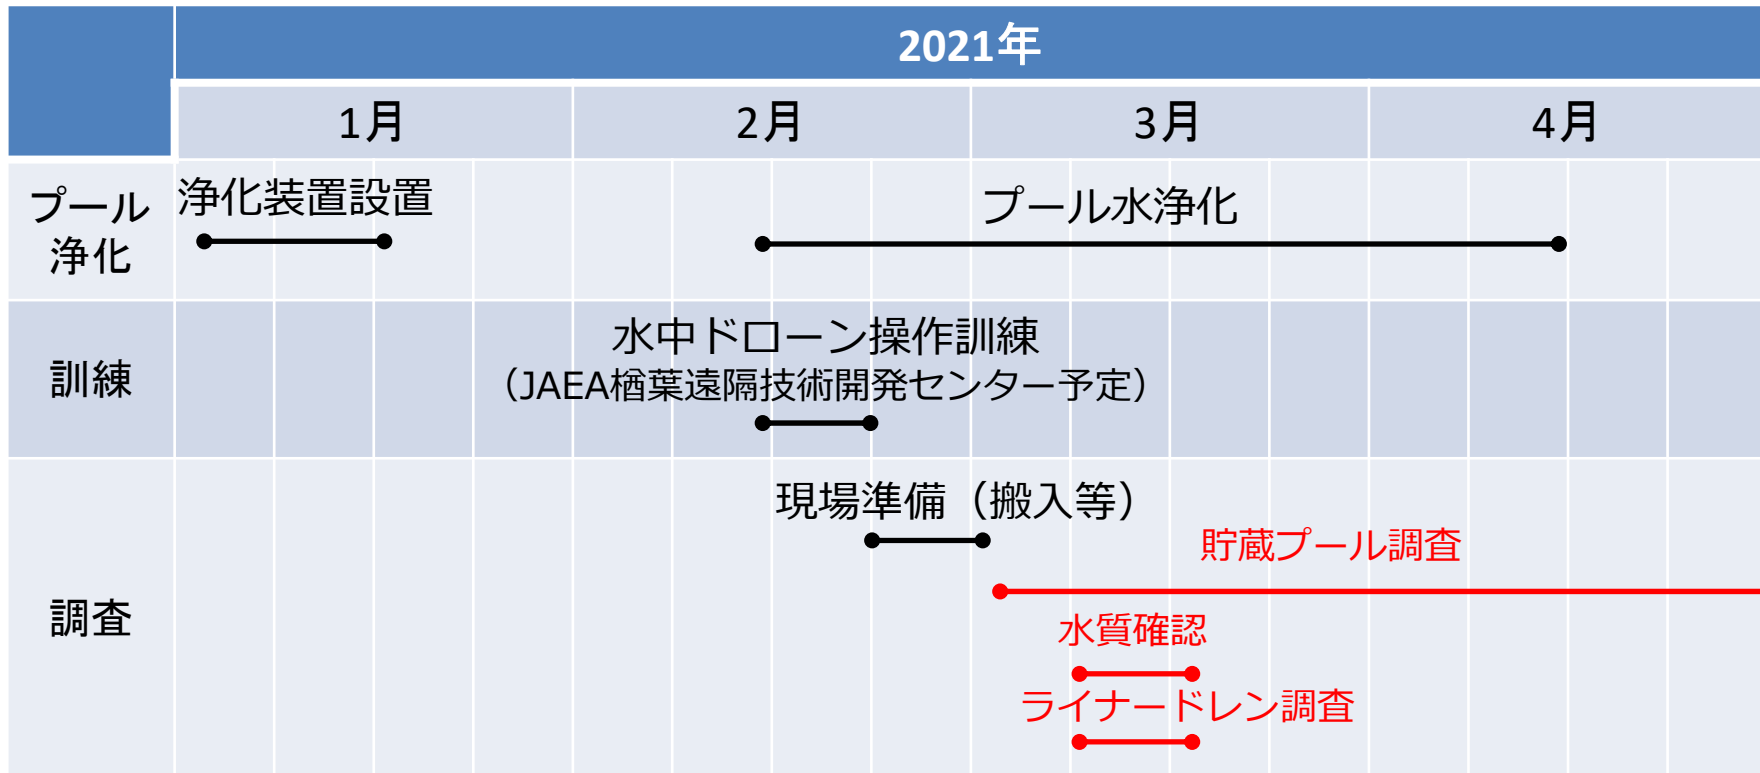 2021年
1月
2月
3月
4月
プール
浄化
浄化装置設置
プール水浄化
訓練
水中ドローン操作訓練
（JAEA楢葉遠隔技術開発センター予定）
調査
現場準備（搬入等）
貯蔵プール調査
水質確認
ライナードレン調査